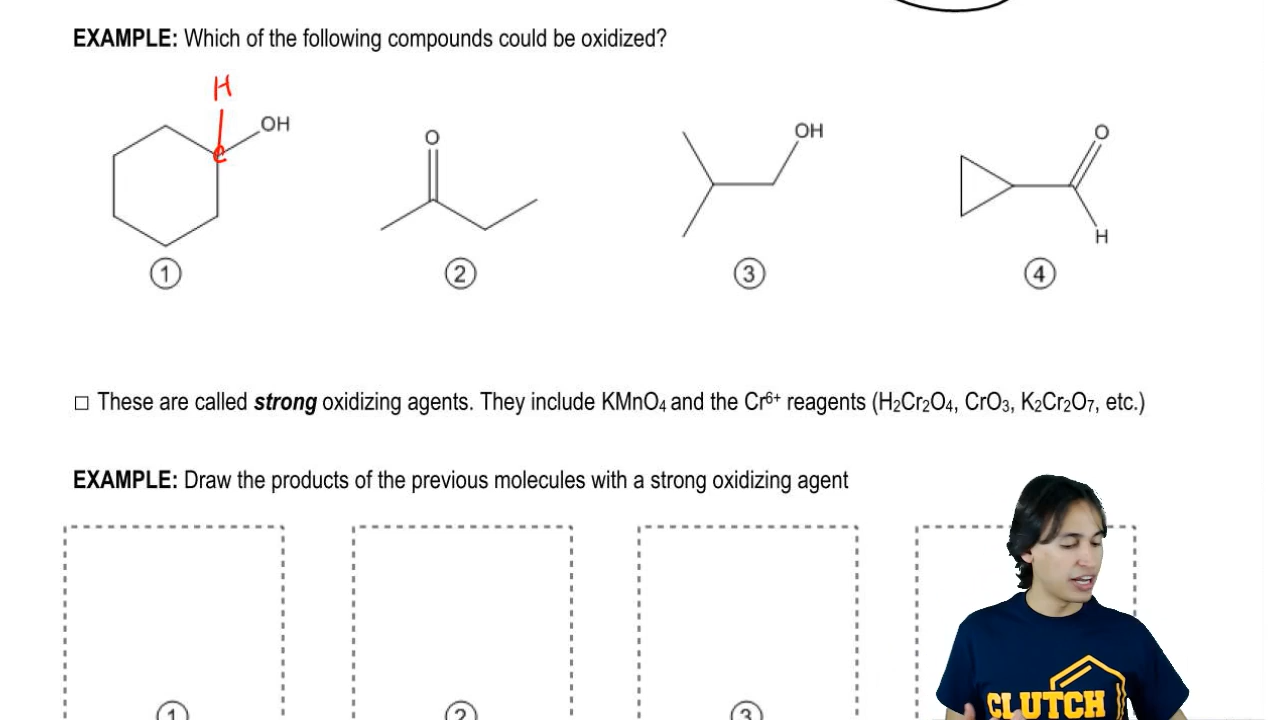 EXAMPLE: Which of the following compounds could be oxidized?
H
C
OH
O
OH
O
H
1 2 3 4
□ These are called strong oxidizing agents. They include KMnO4 and the Cr6+ reagents (H2Cr2O4, CrO3, K2Cr2O7, etc.)
EXAMPLE: Draw the products of the previous molecules with a strong oxidizing agent
CLUTCH
1 2 3